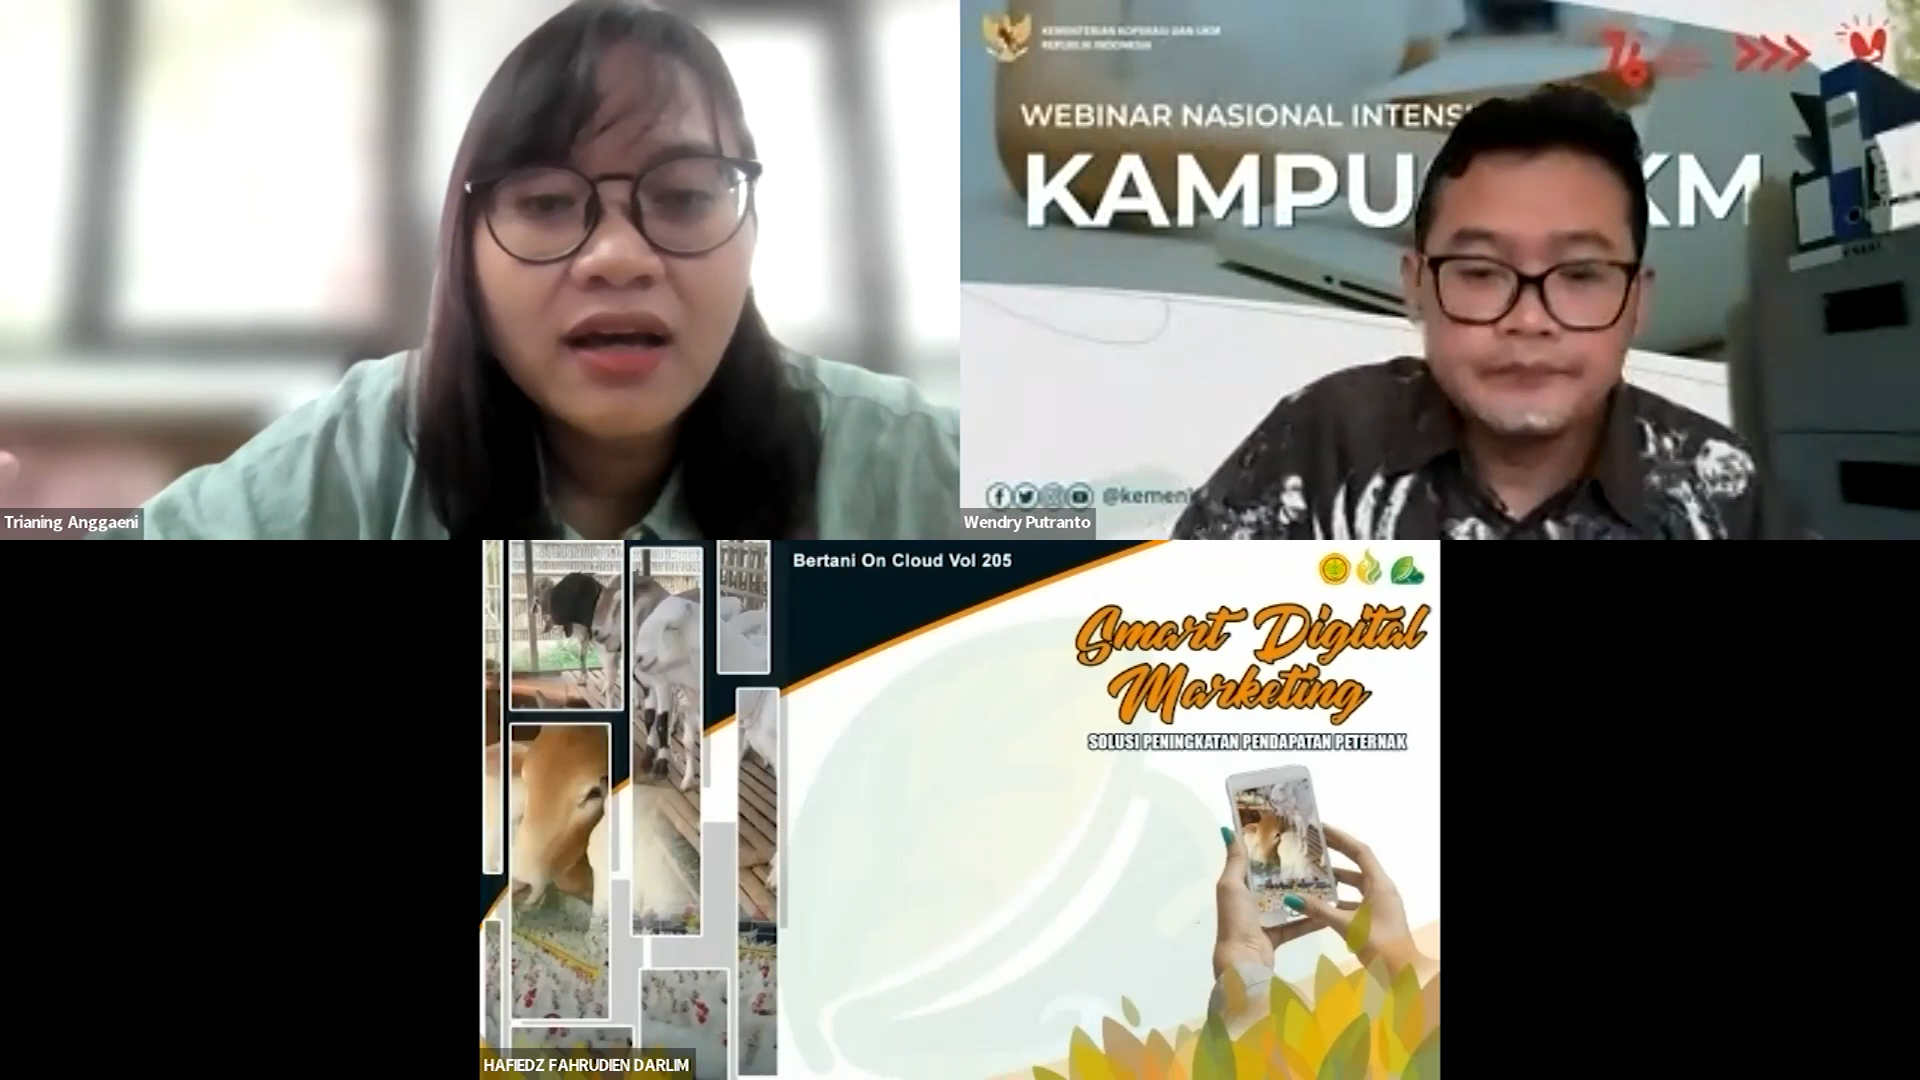 KEMENTERIAN KOPERASI DAN UKM
REPUBLIK INDONESIA
76
WEBINAR NASIONAL INTENS
KAMPU KM
@kemen
Trianing Anggaeni
Wendry Putranto
Bertani On Cloud Vol 205
Smart Digital
Marketing
SOLUSI PENINGKATAN PENDAPATAN PETERNAK
HAFIEDZ FAHRUDIEN DARLIM